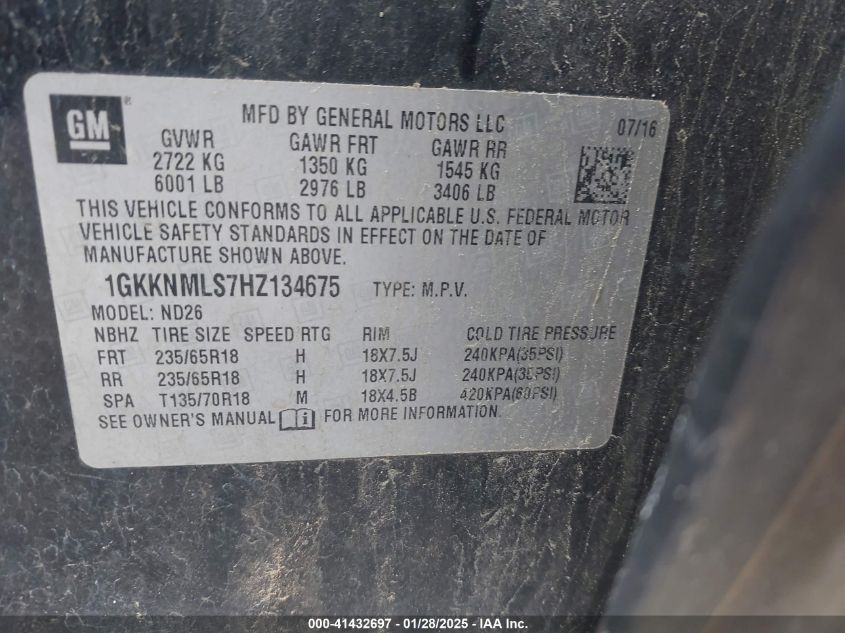 GM ®
MFD BY GENERAL MOTORS LLC 07/16
GVWR GAWR FRT GAWR RR
2722 KG 1350 KG 1545 KG
6001 LB 2976 LB 3406 LB
THIS VEHICLE CONFORMS TO ALL APPLICABLE U.S. FEDERAL MOTOR
VEHICLE SAFETY STANDARDS IN EFFECT ON THE DATE OF
MANUFACTURE SHOWN ABOVE.
1GKKNMLS7HZ134675 TYPE: M.P.V.
MODEL: ND26
NBHZ TIRE SIZE SPEED RTG RIM COLD TIRE PRESSURE
FRT 235/65R18 H 18X7.5J 240KPA(35PSI)
RR 235/65R18 H 18X7.5J 240KPA(35PSI)
SPA T135/70R18 M 18X4.5B 420KPA(60PSI)
SEE OWNER'S MANUAL i FOR MORE INFORMATION.
000-41432697 - 01/28/2025 - IAA Inc.